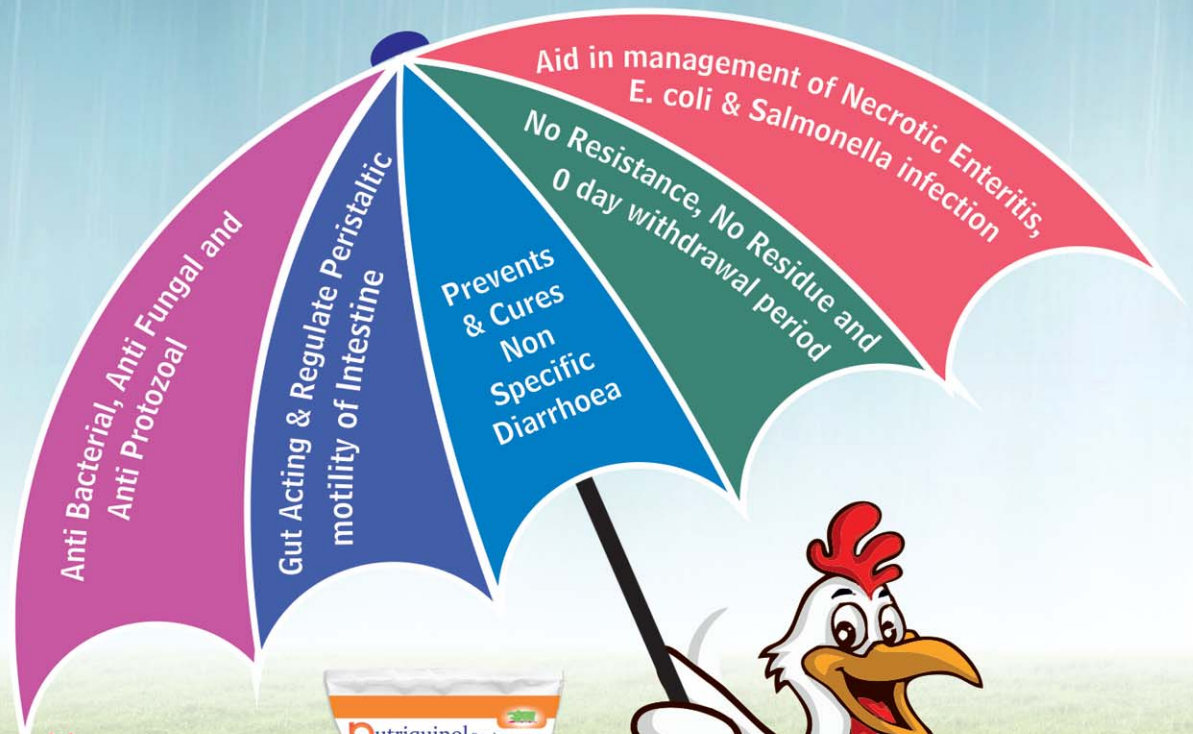 Anti Bacterial, Anti Fungal and
Anti Protozoal
Gut Acting & Regulate Peristaltic
motility of Intestine
Prevents
& Cures
Non
Specific
Diarrhoea
No Resistance, No Residue and
0 day withdrawal period
Aid in management of Necrotic Enteritis,
E. coli & Salmonella infection
nutriquinol